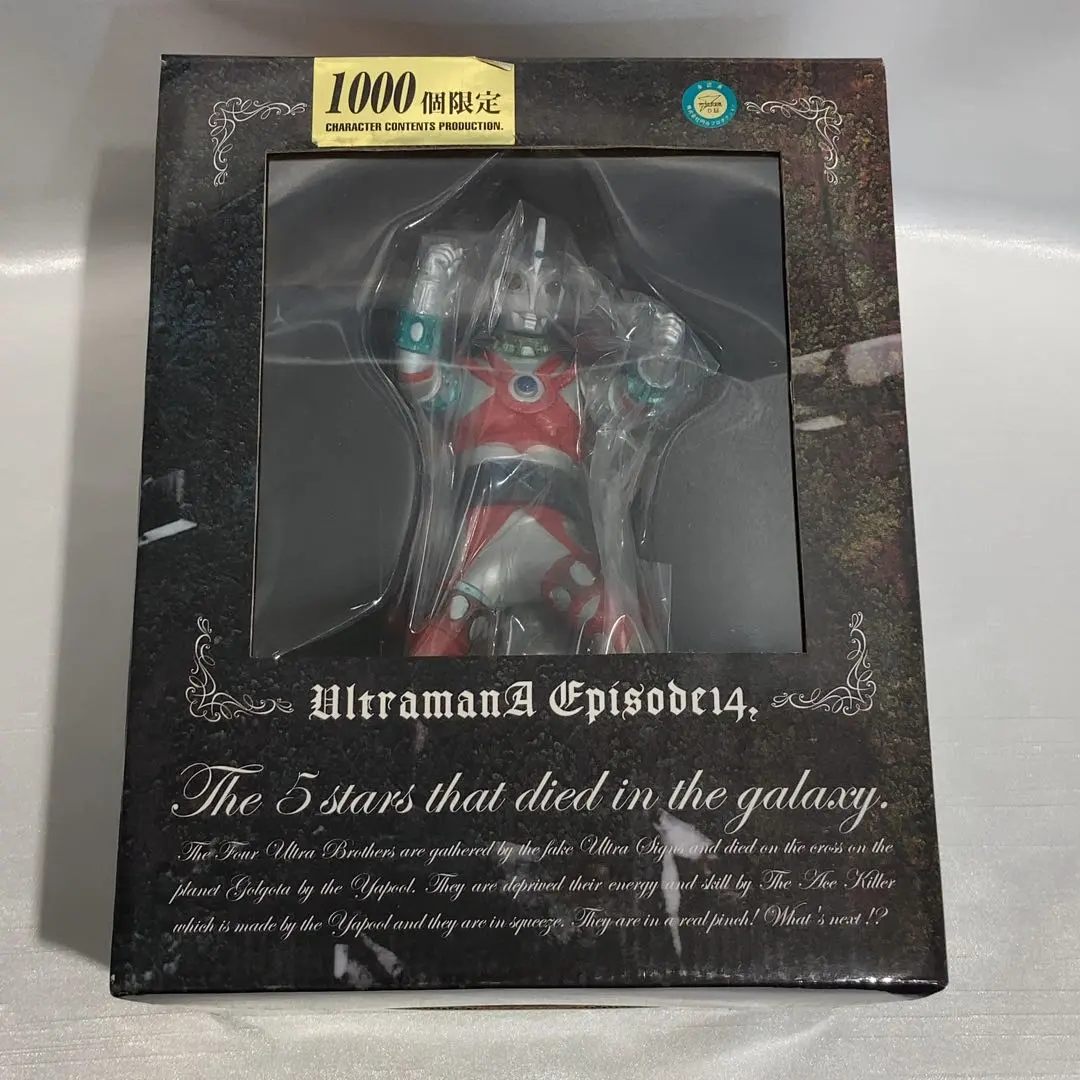 1000個限定
CHARACTER CONTENTS PRODUCTION.
UltramanA Episode14,
The 5 stars that died in the galaxy.
The Four Ultra Brothers are gathered by the fake Ultra Signs and died on the cross on the
planet Golgota by the Yapool. They are deprived their energy and skill by The Ace Killer
which is made by the Yapool and they are in squeeze. They are in a real pinch! What's next !?